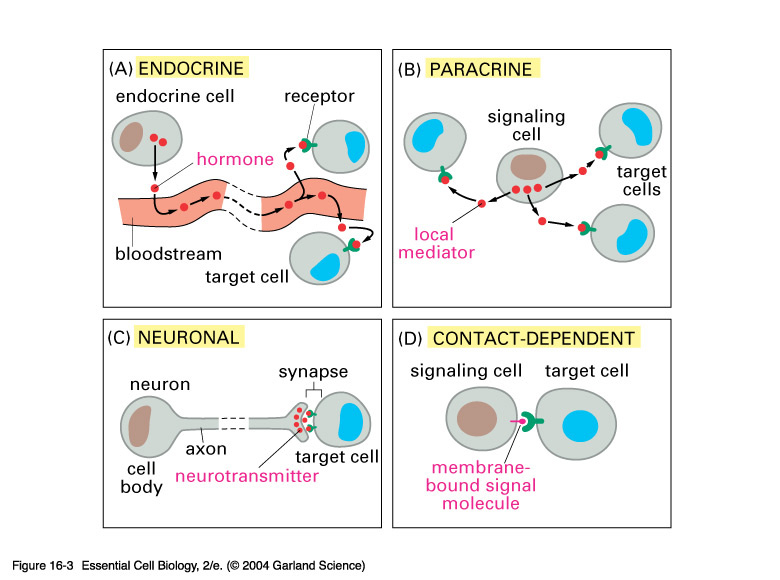 (A) ENDOCRINE
endocrine cell
receptor
hormone
bloodstream
target cell
(B) PARACRINE
signaling
cell
target
cells
local
mediator
(C) NEURONAL
synapse
neuron
axon
target cell
cell
body
neurotransmitter
(D) CONTACT-DEPENDENT
signaling cell
target cell
membrane-
bound signal
molecule
Figure 16-3 Essential Cell Biology, 2/e. (© 2004 Garland Science)